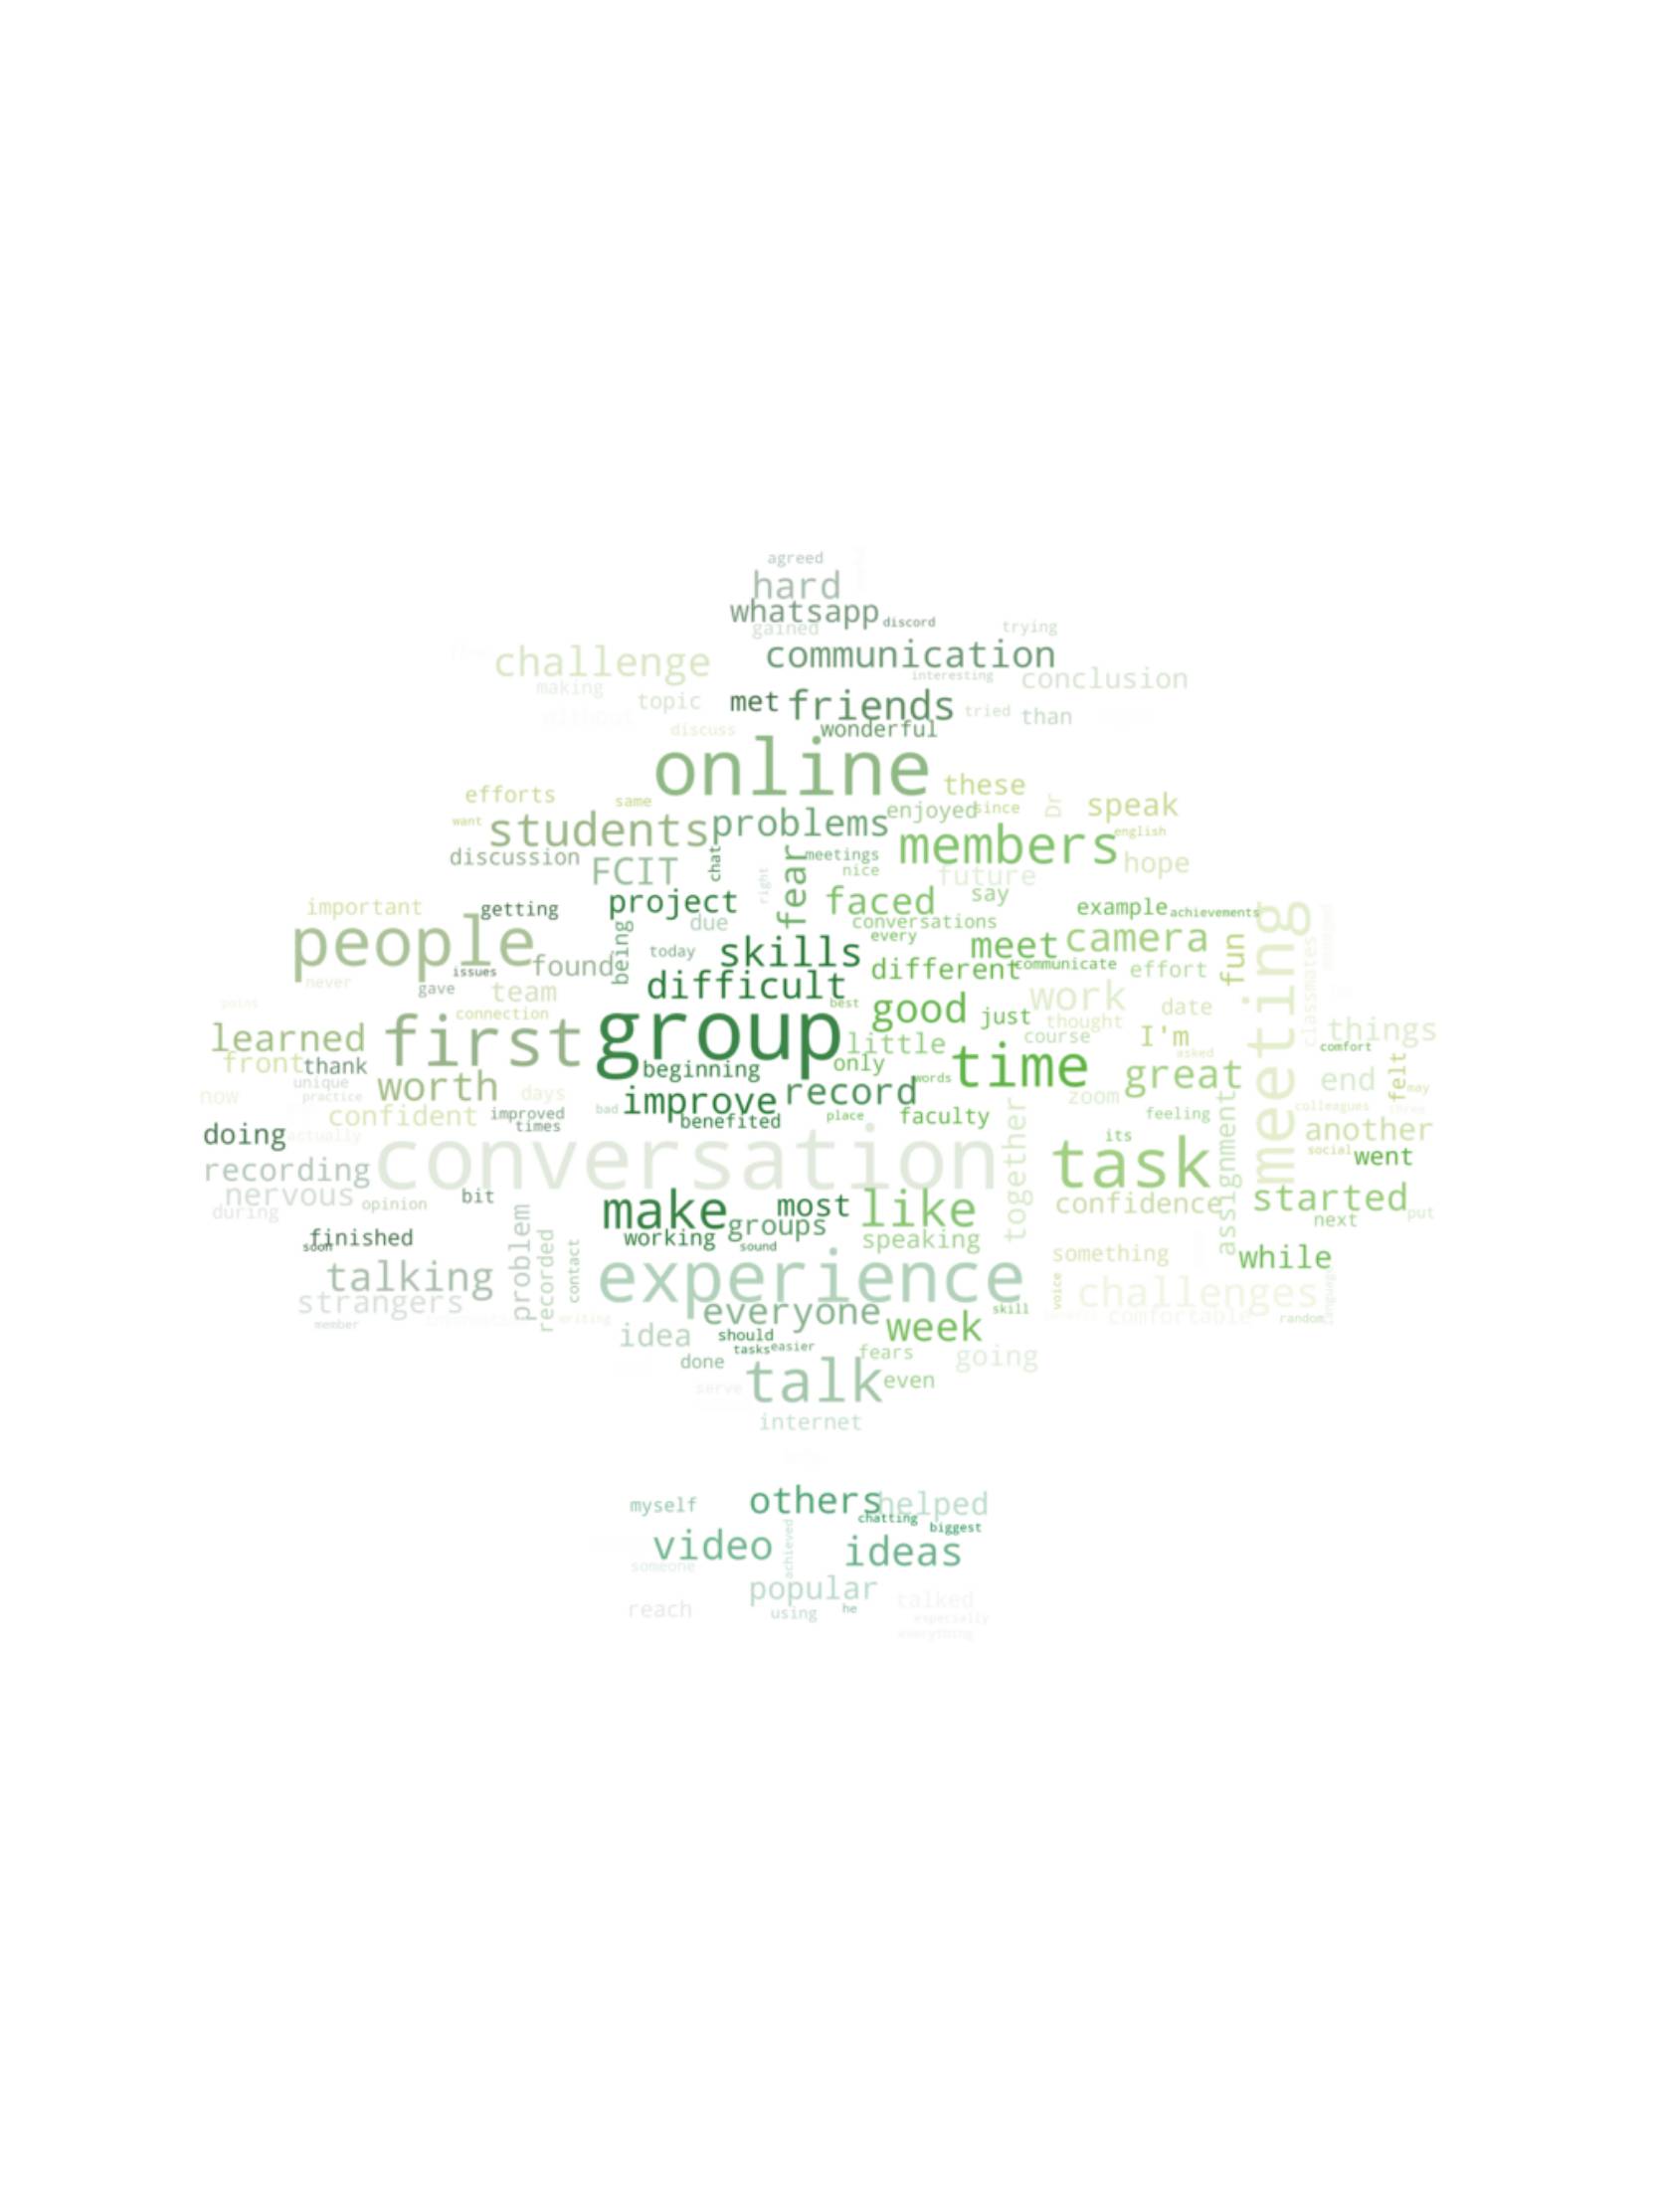 agreed
hard
whatsapp discord
gained trying
challenge communication
interesting conclusion
making
topic met friends tried than
discuss wonderful
online
efforts same these since Dr speak
want students problems enjoyed english
discussion chat meetings members hope
FCIT right fear nice future
important getting project due faced say example achievements
people being conversations every
issues found today skills meet camera fun
never gave team difficult different communicate effort
connection best good just work date
learned first group little thought course I'm classmates things
front thank beginning only time asked meeting comfort
unique worth days improve record words zoom great end felt may
now practice
confident improved times bad benefited place faculty feeling colleagues
doing actually conversation together its another
recording task assignment social went
nervous opinion bit make most like confidence started
during groups next put
finished working sound speaking something while
soon
talking problem recorded contact experience voice challenges
strangers everyone skill comfortable random
member writing idea should week
tasks easier fears going
done
serve talk even
internet
myself others helped
chatting biggest
video achieved ideas
someone
popular talked
reach using he
everything